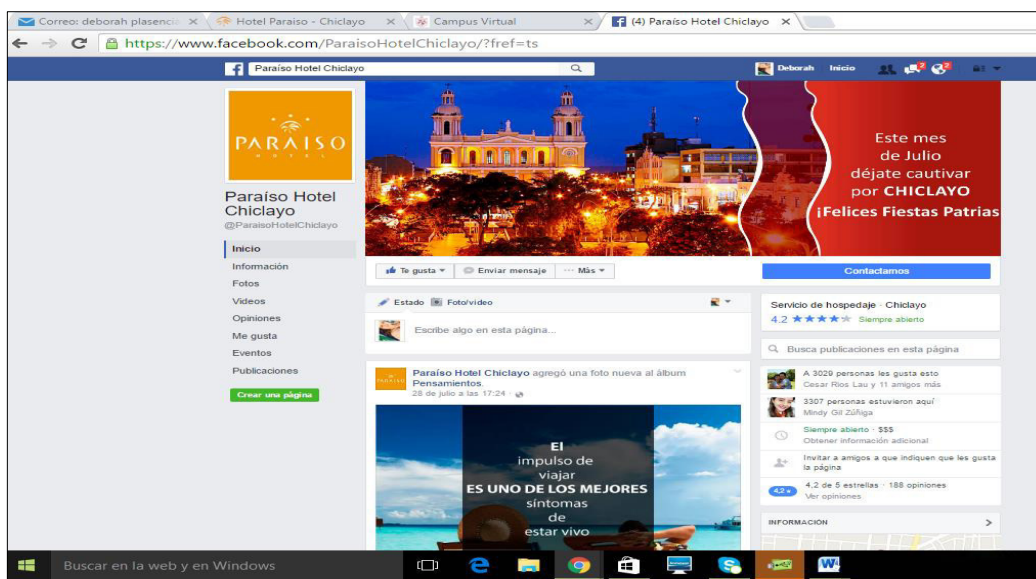 Correo: deborah plasenci
Hotel Paraiso - Chiclayo
Campus Virtual
(4) Paraíso Hotel Chiclayo
https://www.facebook.com/ParaisoHotelChiclayo/?fref=ts
Paraíso Hotel Chiclayo
Deborah
Inicio
2
2
PARAISO
HOTEL
Paraíso Hotel
Chiclayo
@ParaisoHotelChiclayo
Inicio
Información
Fotos
Videos
Opiniones
Me gusta
Eventos
Publicaciones
Crear una página
Este mes
de Julio
déjate cautivar
por CHICLAYO
¡Felices Fiestas Patrias
Te gusta
Enviar mensaje
Más
Contactarnos
Estado
Foto/video
Escribe algo en esta página...
Paraíso Hotel Chiclayo agregó una foto nueva al álbum
Pensamientos.
28 de julio a las 17:24
El
impulso de
viajar
ES UNO DE LOS MEJORES
síntomas
de
estar vivo
Servicio de hospedaje · Chiclayo
4.2 ★★★★★ Siempre abierto
Busca publicaciones en esta página
A 3029 personas les gusta esto
Cesar Rios Lau y 11 amigos más
3307 personas estuvieron aquí
Mindy Gil Zúñiga
Siempre abierto · $$$
Obtener información adicional
Invitar a amigos a que indiquen que les gusta
la página
4,2 ★
4,2 de 5 estrellas · 188 opiniones
Ver opiniones
INFORMACIÓN
Buscar en la web y en Windows